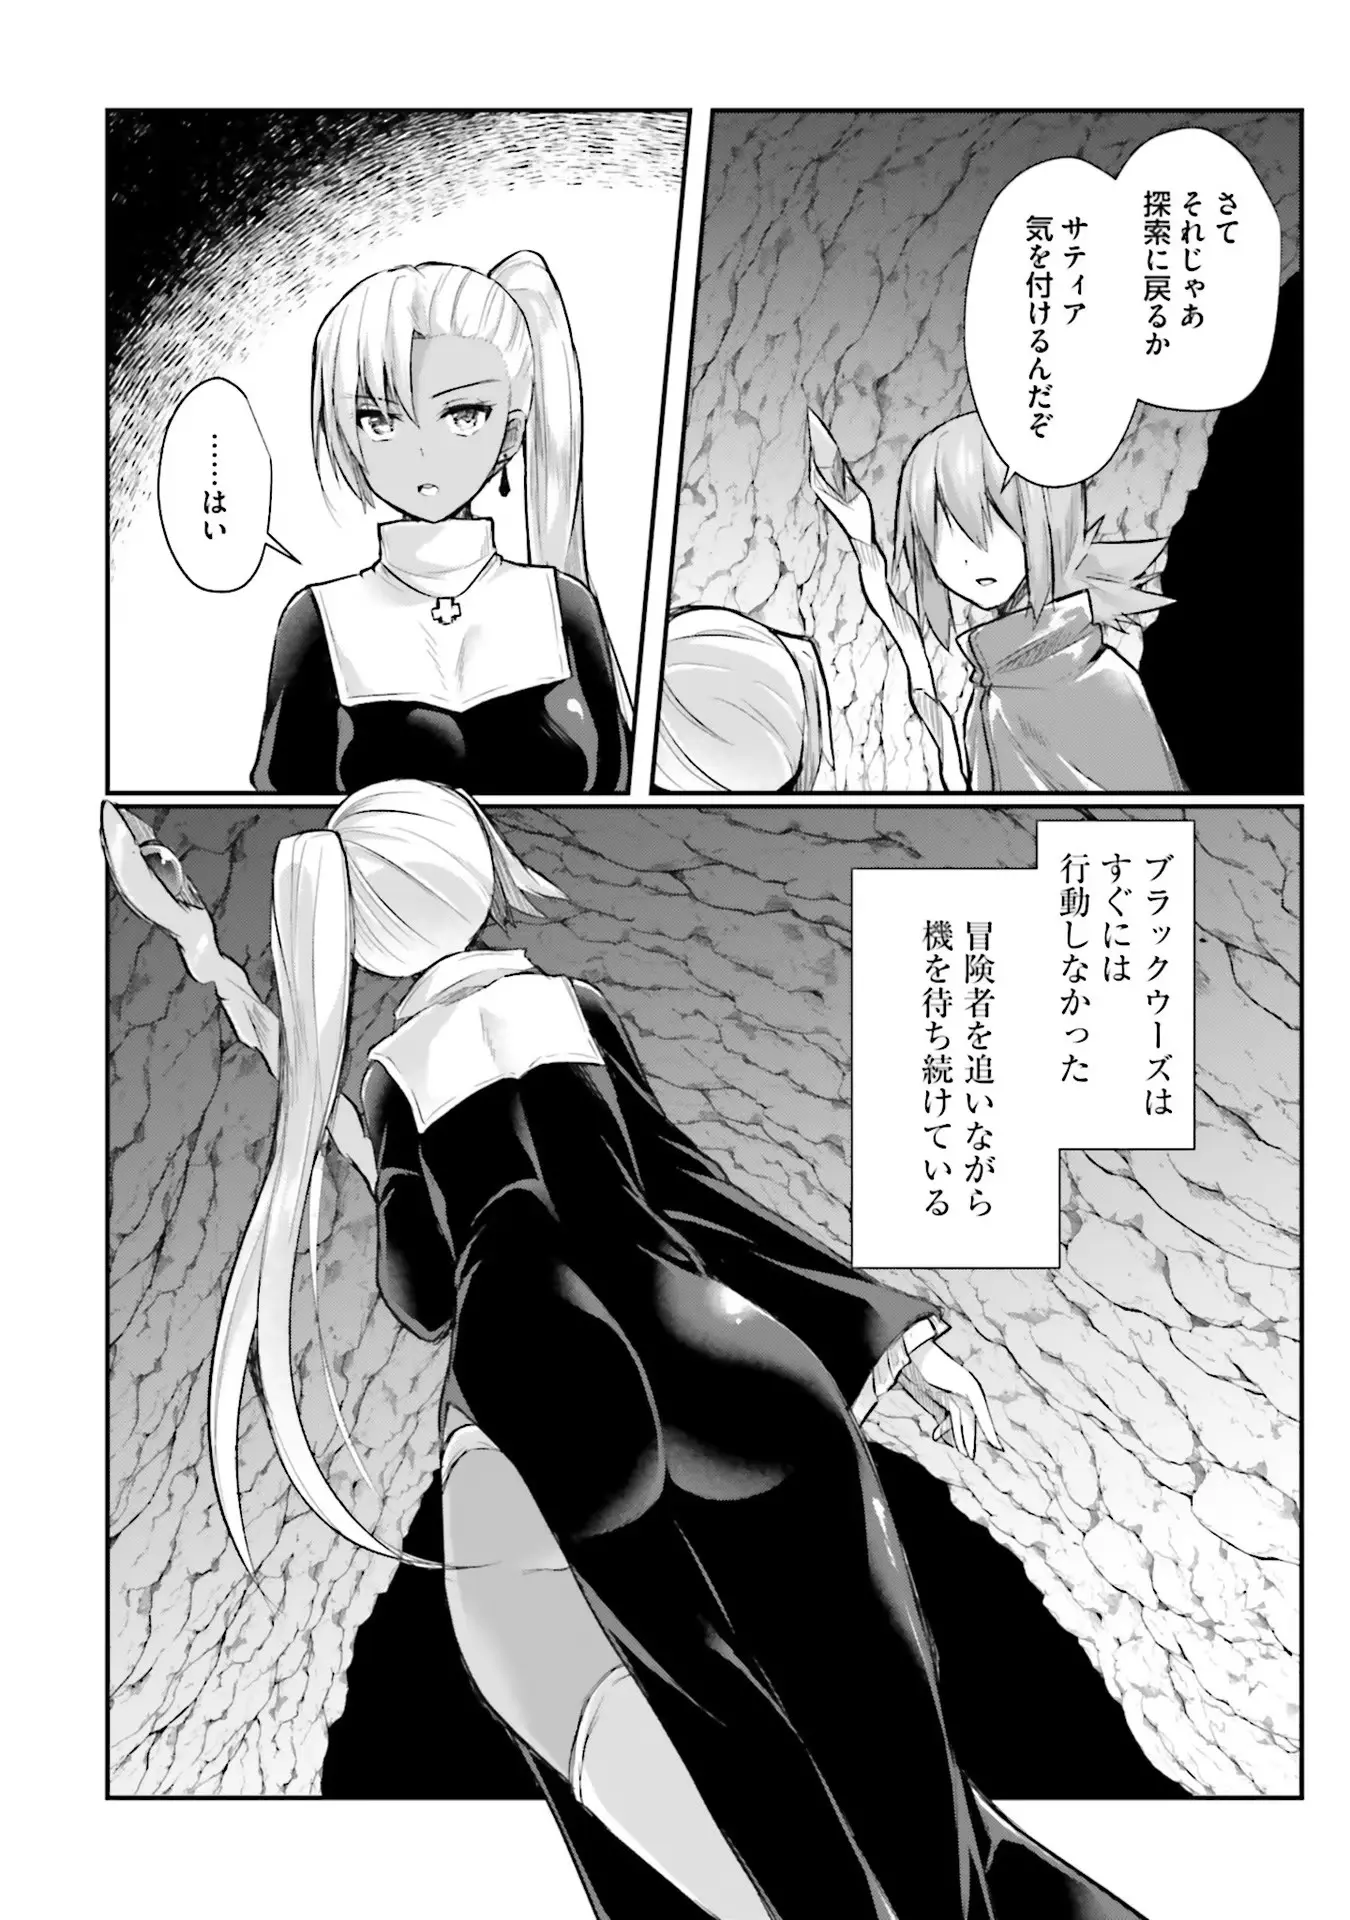 さて
それじゃあ
探索に戻るか
サティア
気を付けるんだぞ
……はい
ブラックウーズは
すぐには
行動しなかった
冒険者を追いながら
機を待ち続けている